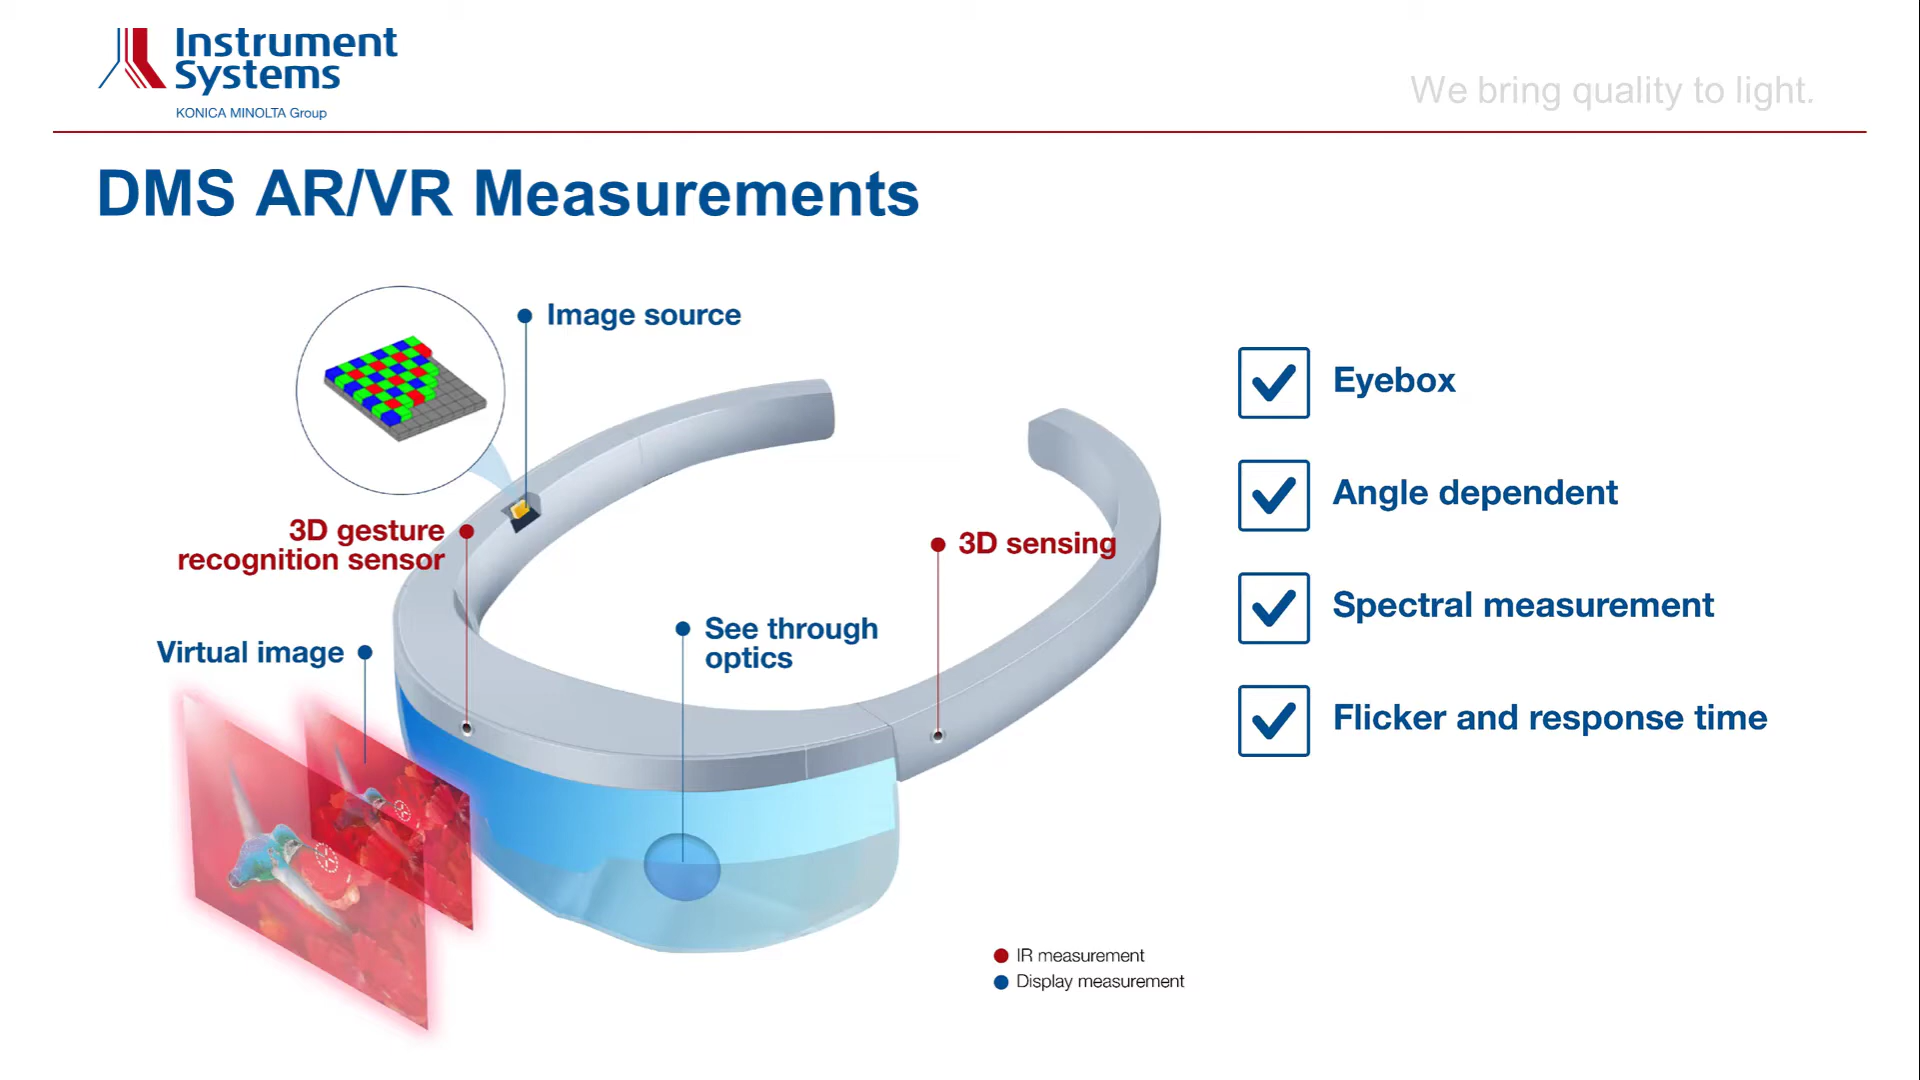 Instrument
Systems
KONICA MINOLTA Group
We bring quality to light.
DMS AR/VR Measurements
Image source
3D gesture
recognition sensor
3D sensing
See through
optics
Virtual image
IR measurement
Display measurement
Eyebox
Angle dependent
Spectral measurement
Flicker and response time